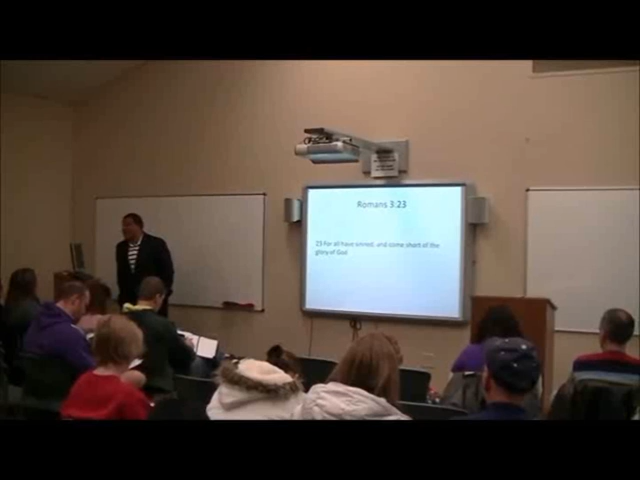 Romans 3.23
23 For all have sinned, and come short of the
glory of God